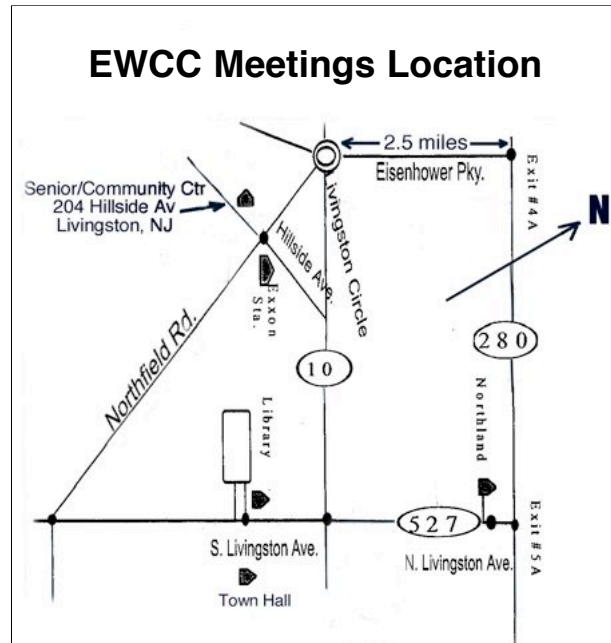 EWCC Meetings Location
2.5 miles
Eisenhower Pky.
Exit #4A
Senior/Community Ctr
204 Hillside Av
Livingston, NJ
N
Hillside Ave.
ivingston Circle
Exxon
Sta.
Northfield Rd.
280
10
Library
Northland
527
S. Livingston Ave.
N. Livingston Ave.
Exit #5A
Town Hall